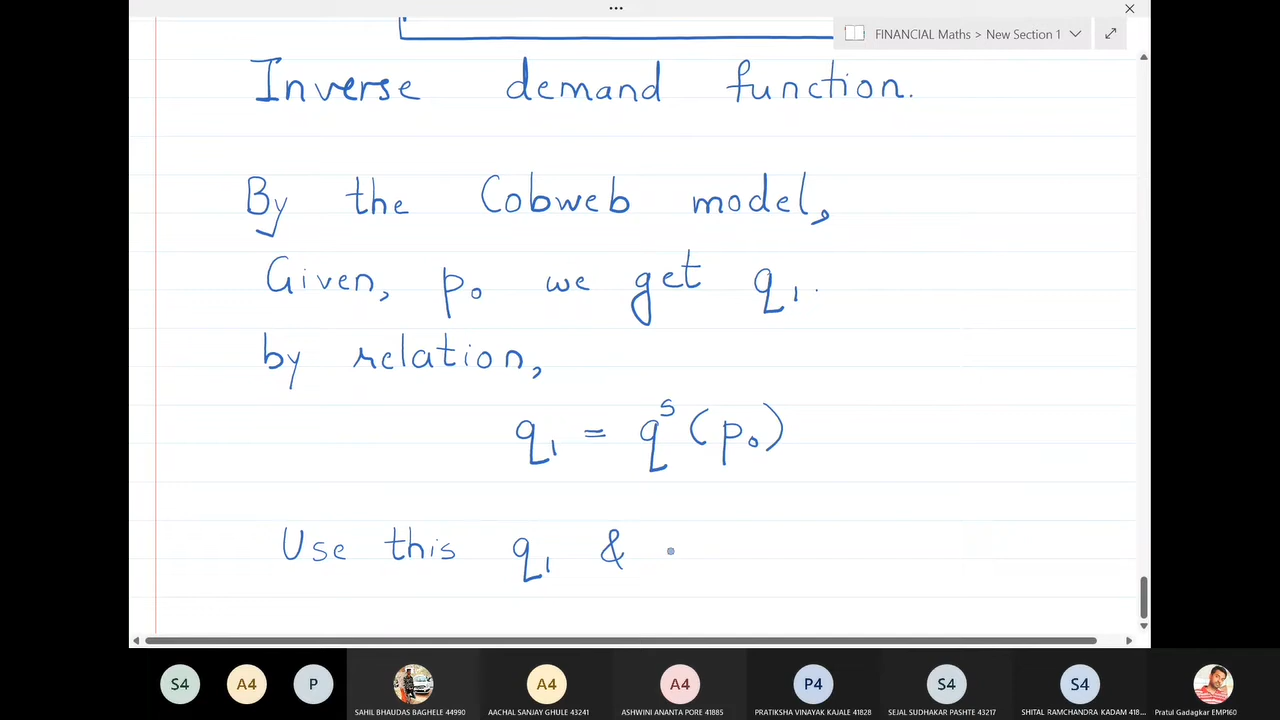 FINANCIAL Maths > New Section 1
Inverse demand function.
By the Cobweb model,
Given, p₀ we get q₁.
by relation,
q₁ = qˢ (p₀)
Use this q₁ &
S4 A4 P A4 A4 P4 S4 S4
SAHIL BHAUDAS BAGHELE 44990 AACHAL SANJAY GHULE 43241 ASHWINI ANANTA PORE 41885 PRATIKSHA VINAYAK KAJALE 41828 SEJAL SUDHAKAR PASHTE 43217 SHITAL RAMCHANDRA KADAM 418... Pratul Gadagkar EMP160